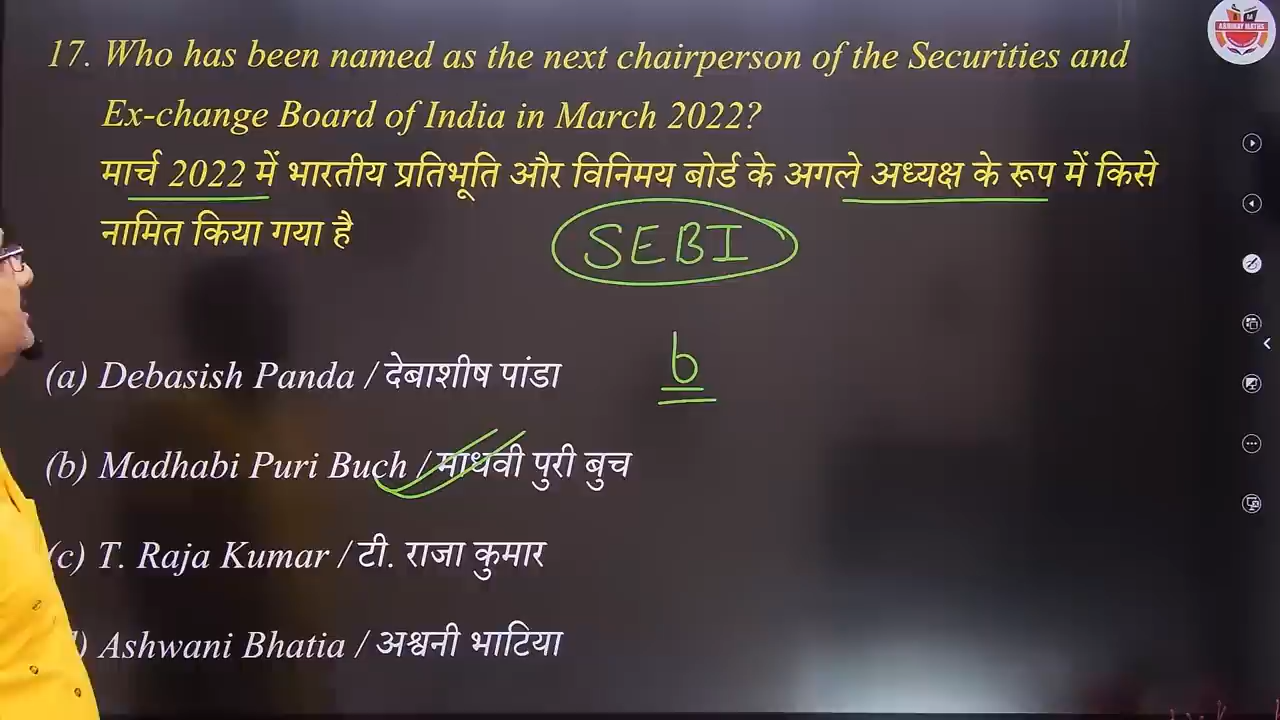 ABHINAY MATHS
17. Who has been named as the next chairperson of the Securities and
Ex-change Board of India in March 2022?
मार्च 2022 में भारतीय प्रतिभूति और विनिमय बोर्ड के अगले अध्यक्ष के रूप में किसे
नामित किया गया है
SEBI
(a) Debasish Panda / देबाशीष पांडा
b
(b) Madhabi Puri Buch / माधवी पुरी बुच
(c) T. Raja Kumar / टी. राजा कुमार
) Ashwani Bhatia / अश्वनी भाटिया